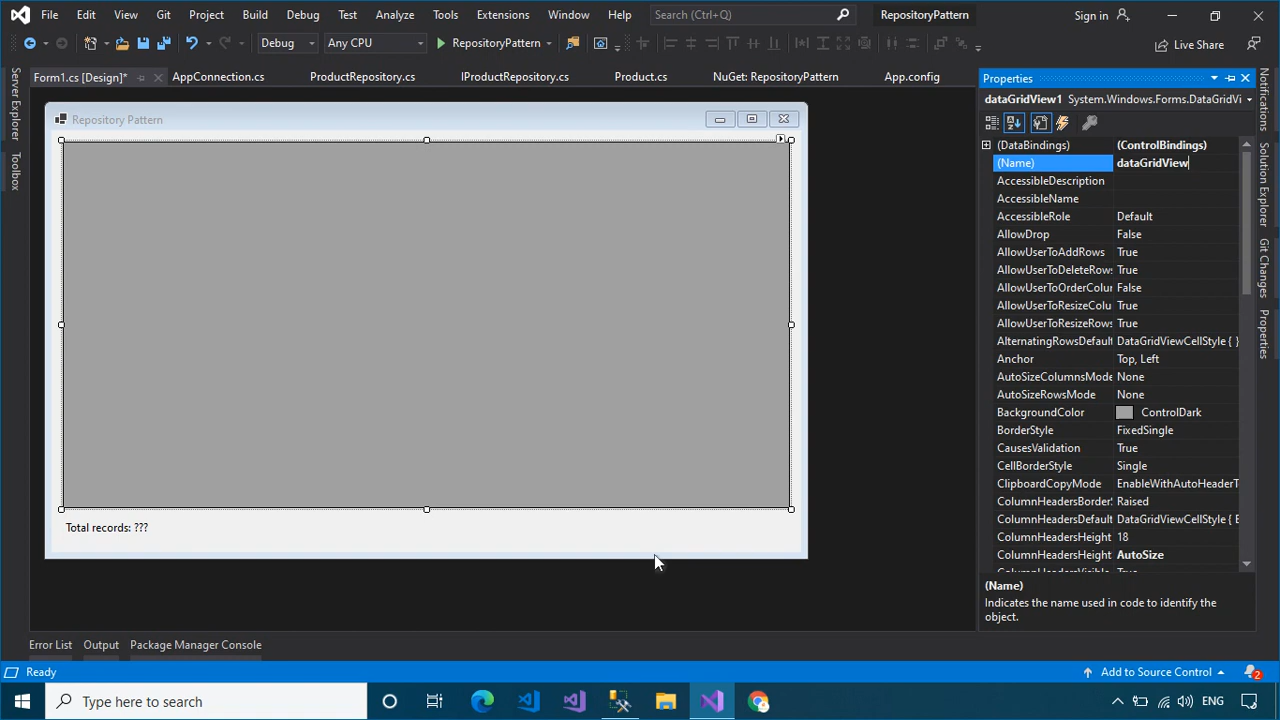 File Edit View Git Project Build Debug Test Analyze Tools Extensions Window Help Search (Ctrl+Q) RepositoryPattern Sign in
Debug Any CPU RepositoryPattern Live Share
Form1.cs [Design]* AppConnection.cs ProductRepository.cs IProductRepository.cs Product.cs NuGet: RepositoryPattern App.config
Server Explorer
Toolbox
Repository Pattern
Total records: ???
Properties
dataGridView1 System.Windows.Forms.DataGridVi
(DataBindings) (ControlBindings)
(Name) dataGridView
AccessibleDescription
AccessibleName
AccessibleRole Default
AllowDrop False
AllowUserToAddRows True
AllowUserToDeleteRows True
AllowUserToOrderColur False
AllowUserToResizeColu True
AllowUserToResizeRows True
AlternatingRowsDefault DataGridViewCellStyle { }
Anchor Top, Left
AutoSizeColumnsMode None
AutoSizeRowsMode None
BackgroundColor ControlDark
BorderStyle FixedSingle
CausesValidation True
CellBorderStyle Single
ClipboardCopyMode EnableWithAutoHeaderT
ColumnHeadersBorder Raised
ColumnHeadersDefault DataGridViewCellStyle { B
ColumnHeadersHeight 18
ColumnHeadersHeight AutoSize
(Name)
Indicates the name used in code to identify the
object.
Notifications
Solution Explorer
Git Changes
Properties
Error List Output Package Manager Console
Ready Add to Source Control 2
Type here to search ENG